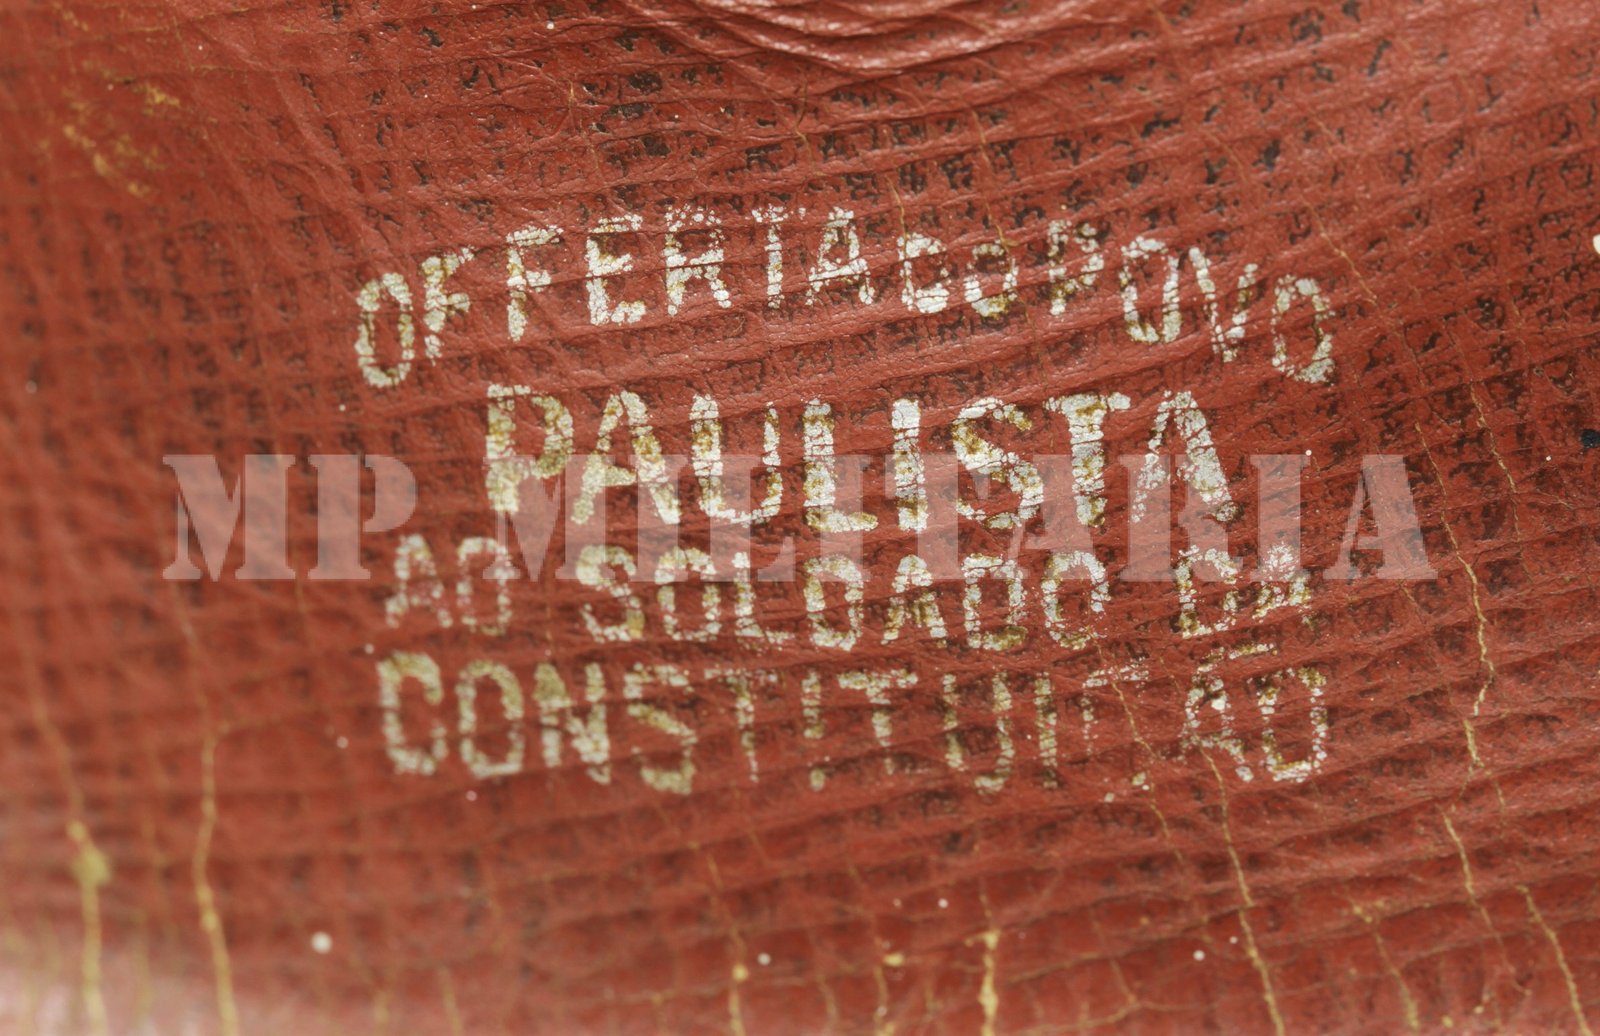 OFFERTA DO POVO
PAULISTA
MP MILITARIA
AO SOLDADO DA
CONSTITUIÇÃO